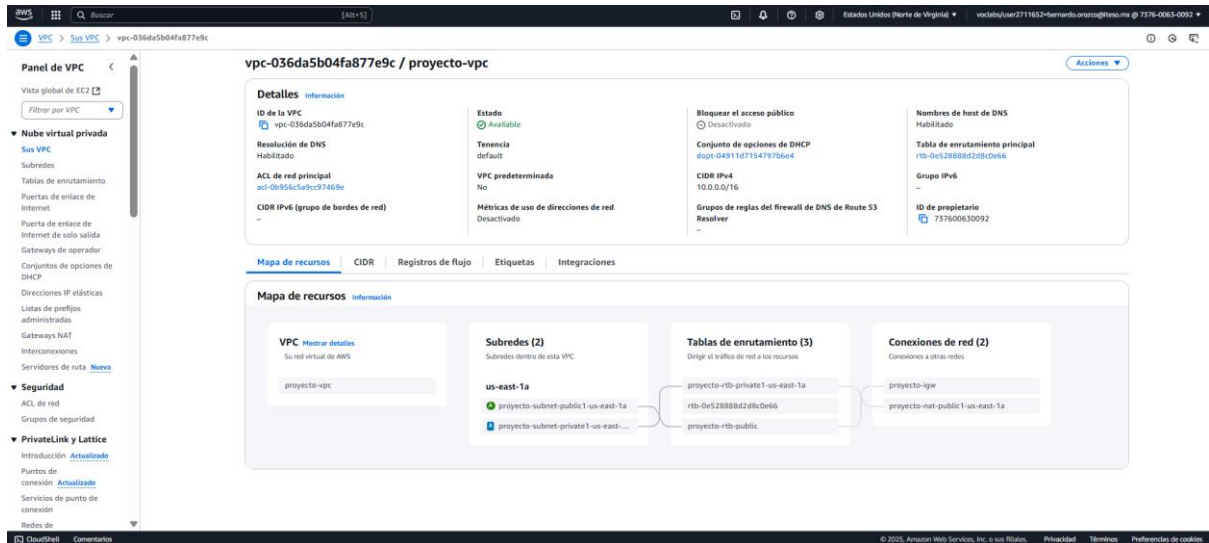 aws
Buscar
[Alt+S]
Estados Unidos (Norte de Virginia)
voclabs/user2711652=bernardo.orozco@iteso.mx @ 7376-0063-0092
VPC > Sus VPC > vpc-036da5b04fa877e9c
Panel de VPC
Vista global de EC2
Filtrar por VPC
Nube virtual privada
Sus VPC
Subredes
Tablas de enrutamiento
Puertas de enlace de
Internet
Puerta de enlace de
Internet de solo salida
Gateways de operador
Conjuntos de opciones de
DHCP
Direcciones IP elásticas
Listas de prefijos
administradas
Gateways NAT
Interconexiones
Servidores de ruta Nueva
Seguridad
ACL de red
Grupos de seguridad
PrivateLink y Lattice
Introducción Actualizado
Puntos de
conexión Actualizado
Servicios de punto de
conexión
Redes de
vpc-036da5b04fa877e9c / proyecto-vpc
Acciones
Detalles Información
ID de la VPC
vpc-036da5b04fa877e9c
Estado
Available
Bloquear el acceso público
Desactivado
Nombres de host de DNS
Habilitado
Resolución de DNS
Habilitado
Tenencia
default
Conjunto de opciones de DHCP
dopt-04911d7154797b6e4
Tabla de enrutamiento principal
rtb-0e528888d2d8c0e66
ACL de red principal
acl-0b956c5a9cc97469e
VPC predeterminada
No
CIDR IPv4
10.0.0.0/16
Grupo IPv6
–
CIDR IPv6 (grupo de bordes de red)
–
Métricas de uso de direcciones de red
Desactivado
Grupos de reglas del firewall de DNS de Route 53
Resolver
–
ID de propietario
737600630092
Mapa de recursos
CIDR
Registros de flujo
Etiquetas
Integraciones
Mapa de recursos Información
VPC Mostrar detalles
Su red virtual de AWS
proyecto-vpc
Subredes (2)
Subredes dentro de esta VPC
us-east-1a
A proyecto-subnet-public1-us-east-1a
A proyecto-subnet-private1-us-east-...
Tablas de enrutamiento (3)
Dirigir el tráfico de red a los recursos
proyecto-rtb-private1-us-east-1a
rtb-0e528888d2d8c0e66
proyecto-rtb-public
Conexiones de red (2)
Conexiones a otras redes
proyecto-igw
proyecto-nat-public1-us-east-1a
CloudShell
Comentarios
© 2025, Amazon Web Services, Inc. o sus filiales.
Privacidad
Términos
Preferencias de cookies